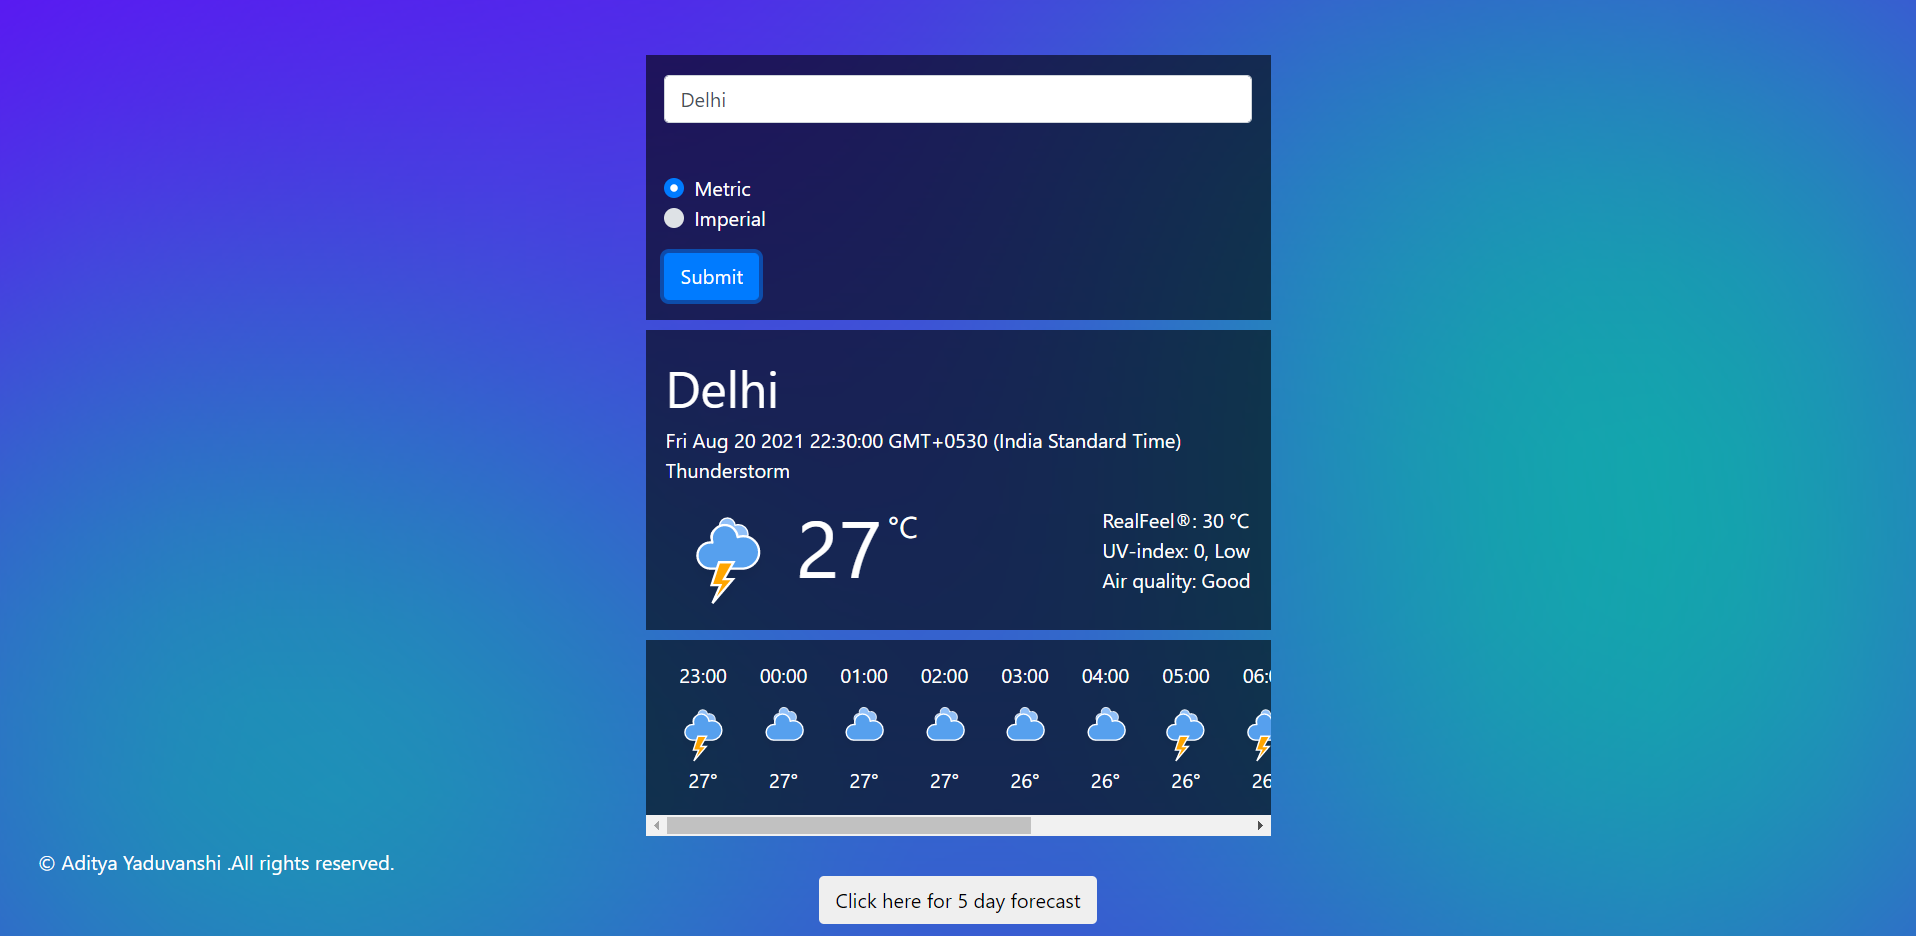 Delhi
Metric
Imperial
Submit
Delhi
Fri Aug 20 2021 22:30:00 GMT+0530 (India Standard Time)
Thunderstorm
27 °C
RealFeel®: 30 °C
UV-index: 0, Low
Air quality: Good
23:00 00:00 01:00 02:00 03:00 04:00 05:00 06:0
27° 27° 27° 27° 26° 26° 26° 26
© Aditya Yaduvanshi .All rights reserved.
Click here for 5 day forecast